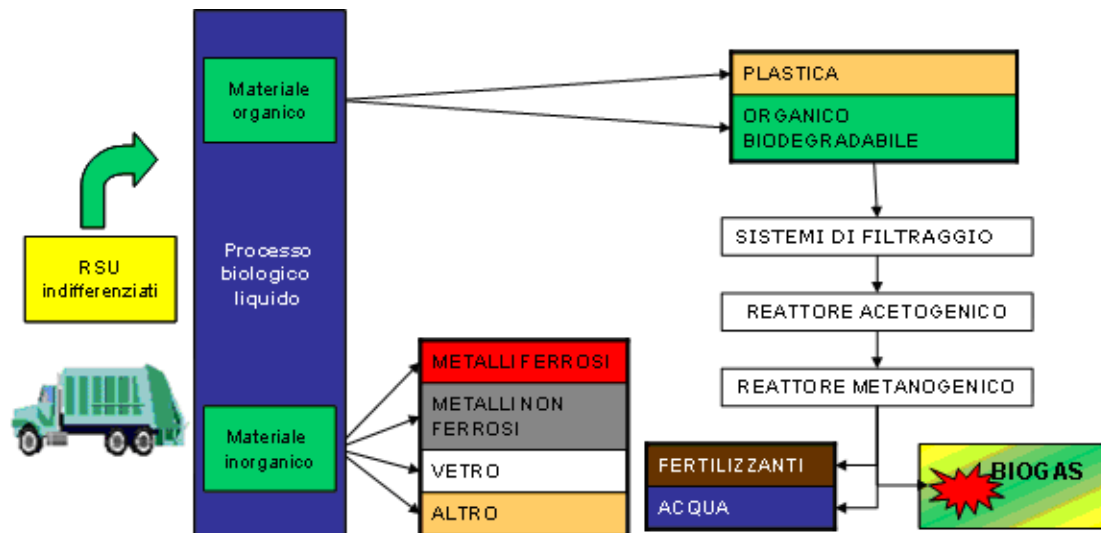 Materiale
organico
PLASTICA
ORGANICO
BIODEGRADABILE
RSU
indifferenziati
Processo
biologico
liquido
SISTEMI DI FILTRAGGIO
REATTORE ACETOGENICO
REATTORE METANOGENICO
Materiale
inorganico
METALLI FERROSI
METALLI NON
FERROSI
VETRO
ALTRO
FERTILIZZANTI
ACQUA
BIOGAS